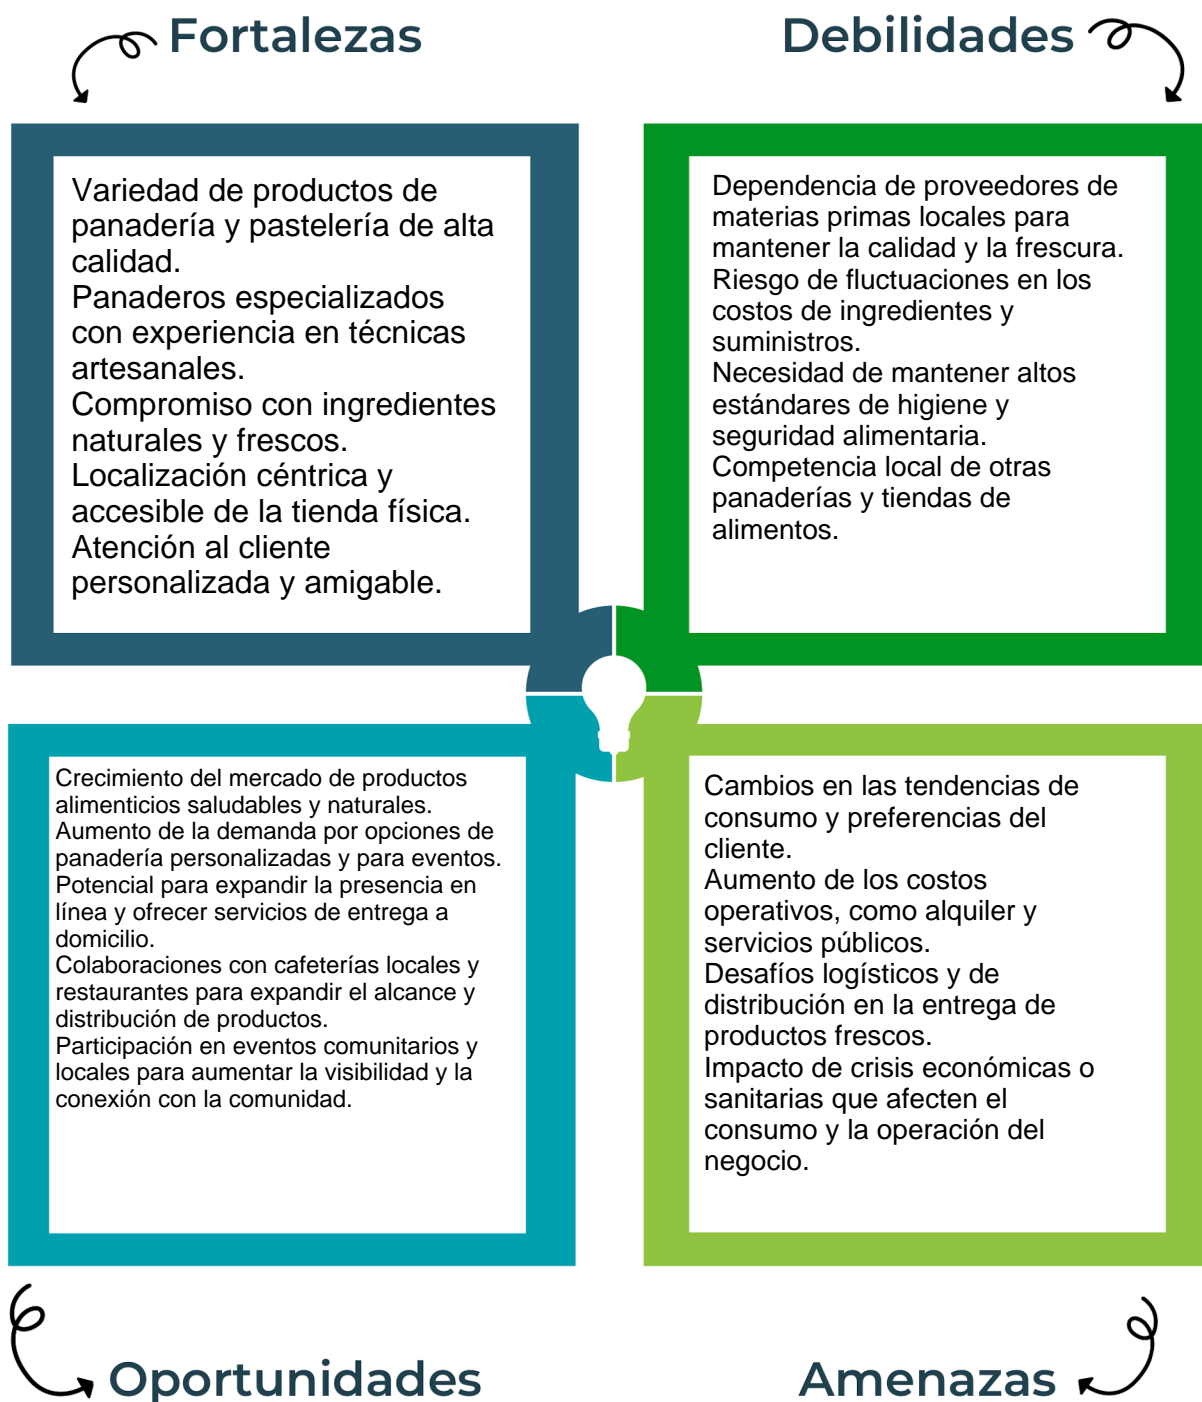 Fortalezas
Variedad de productos de
panadería y pastelería de alta
calidad.
Panaderos especializados
con experiencia en técnicas
artesanales.
Compromiso con ingredientes
naturales y frescos.
Localización céntrica y
accesible de la tienda física.
Atención al cliente
personalizada y amigable.
Debilidades
Dependencia de proveedores de
materias primas locales para
mantener la calidad y la frescura.
Riesgo de fluctuaciones en los
costos de ingredientes y
suministros.
Necesidad de mantener altos
estándares de higiene y
seguridad alimentaria.
Competencia local de otras
panaderías y tiendas de
alimentos.
Crecimiento del mercado de productos
alimenticios saludables y naturales.
Aumento de la demanda por opciones de
panadería personalizadas y para eventos.
Potencial para expandir la presencia en
línea y ofrecer servicios de entrega a
domicilio.
Colaboraciones con cafeterías locales y
restaurantes para expandir el alcance y
distribución de productos.
Participación en eventos comunitarios y
locales para aumentar la visibilidad y la
conexión con la comunidad.
Oportunidades
Cambios en las tendencias de
consumo y preferencias del
cliente.
Aumento de los costos
operativos, como alquiler y
servicios públicos.
Desafíos logísticos y de
distribución en la entrega de
productos frescos.
Impacto de crisis económicas o
sanitarias que afecten el
consumo y la operación del
negocio.
Amenazas